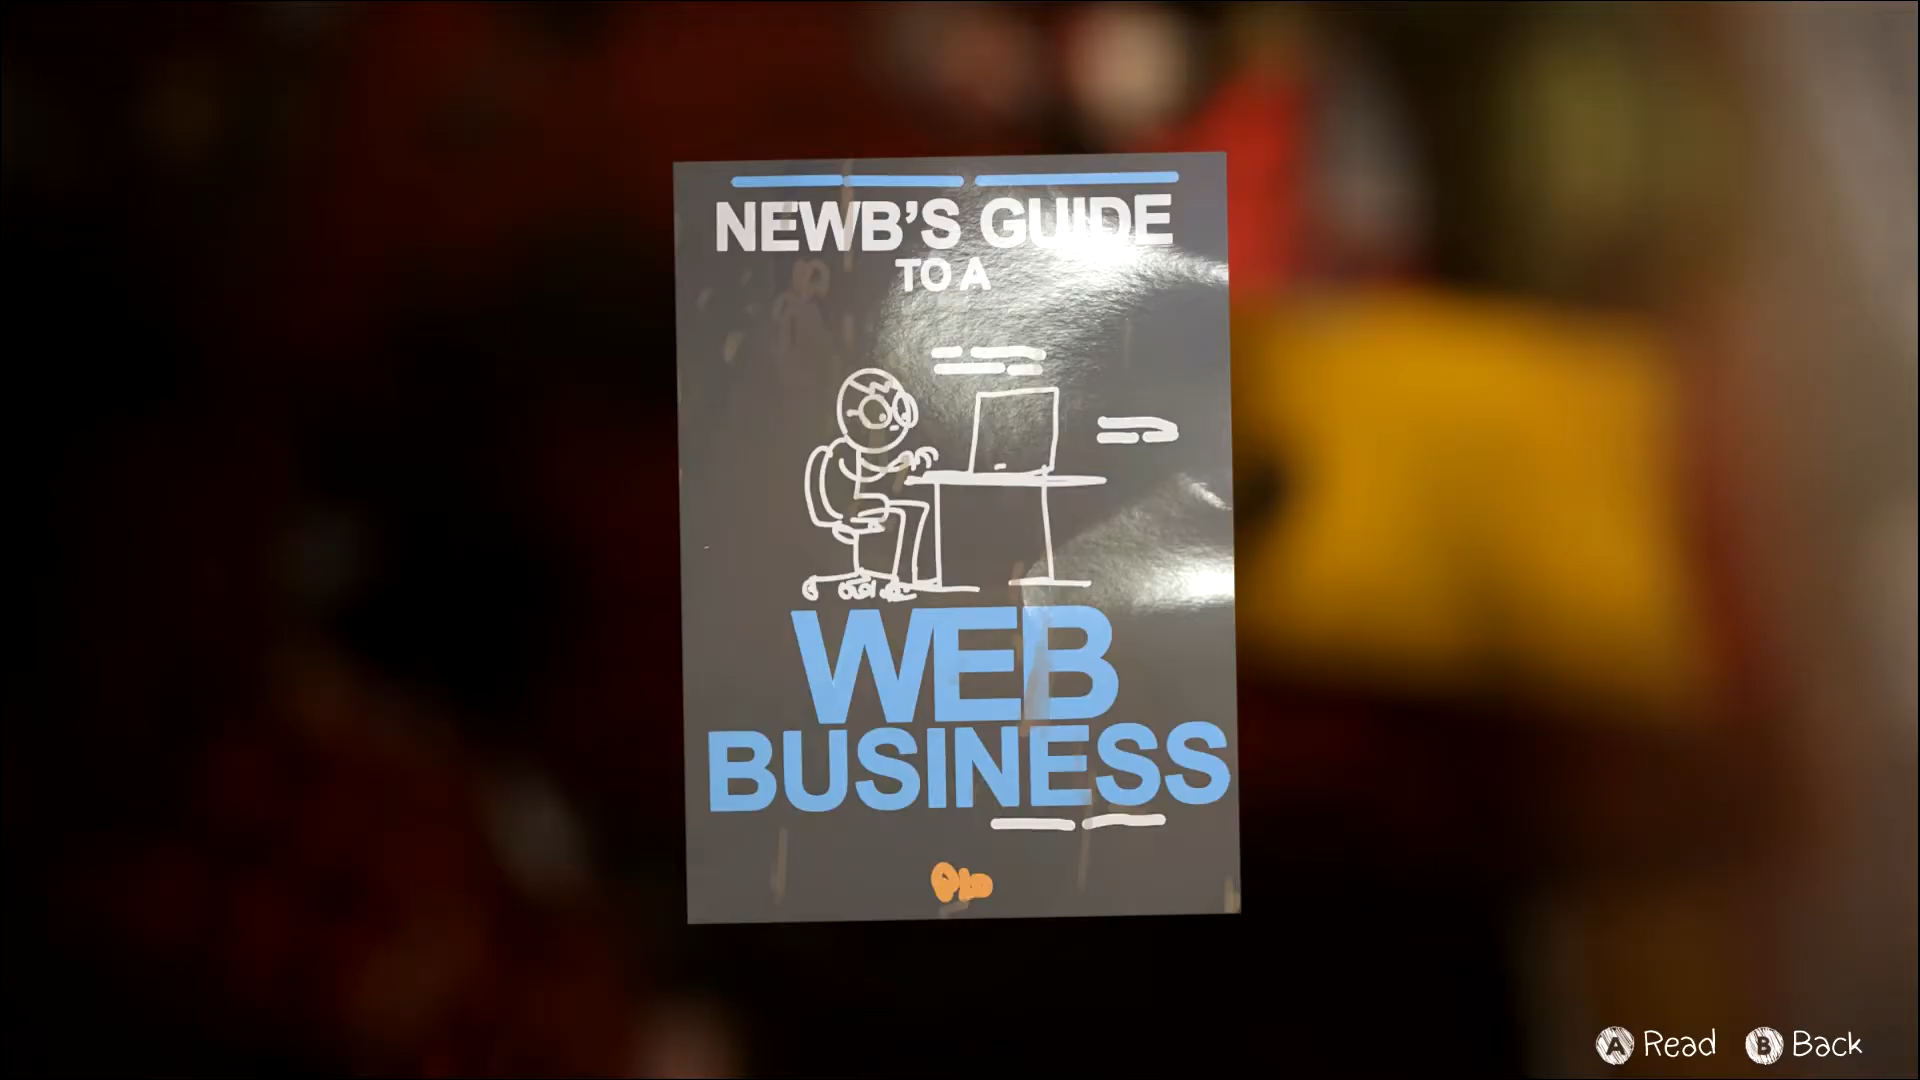 NEWB'S GUIDE
TO A
WEB
BUSINESS
A Read B Back